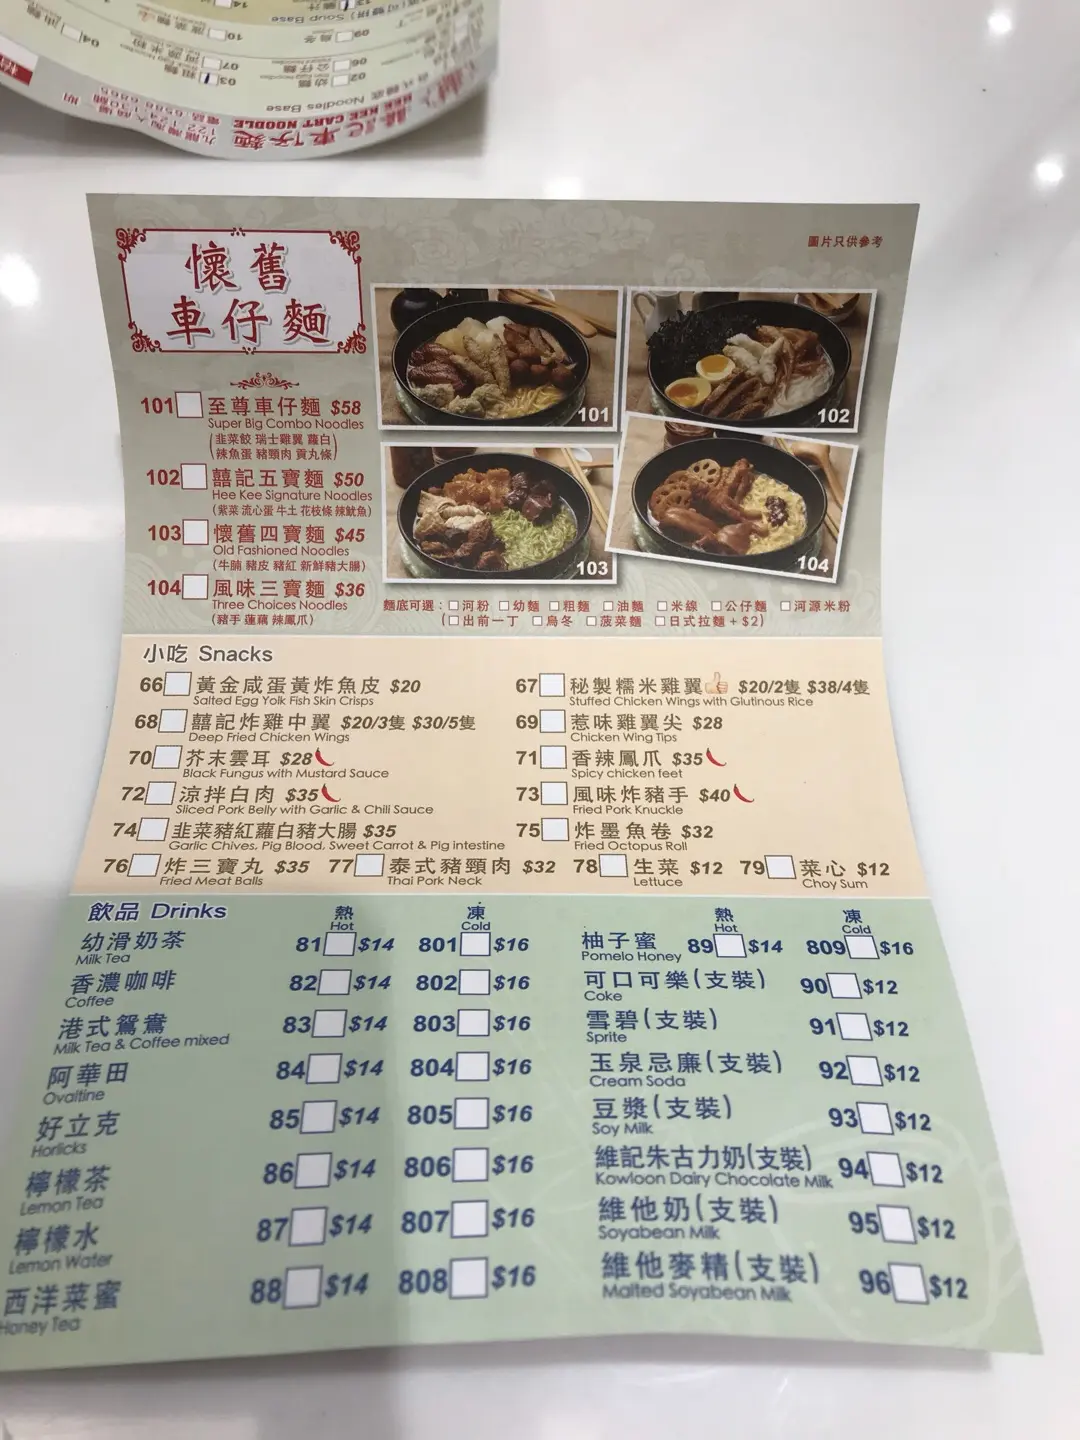 KEE KEE CART NOODLE
Noodles Base
懷舊
車仔麵
圖片只供參考
101 至尊車仔麵 $58
Super Big Combo Noodles
(韭菜餃 瑞士雞翼 蘿白
辣魚蛋 豬頸肉 貢丸條)
102 囍記五寶麵 $50
Hee Kee Signature Noodles
(紫菜 流心蛋 牛土 花枝條 辣魷魚)
103 懷舊四寶麵 $45
Old Fashioned Noodles
(牛腩 豬皮 豬紅 新鮮豬大腸)
104 風味三寶麵 $36
Three Choices Noodles
(豬手 蓮藕 辣鳳爪)
101
102
103
104
麵底可選：□河粉 □幼麵 □粗麵 □油麵 □米線 □公仔麵 □河源米粉
(□出前一丁 □烏冬 □菠菜麵 □日式拉麵 + $2)
小吃 Snacks
66 黃金咸蛋黃炸魚皮 $20
Salted Egg Yolk Fish Skin Crisps
67 秘製糯米雞翼 $20/2隻 $38/4隻
Stuffed Chicken Wings with Glutinous Rice
68 囍記炸雞中翼 $20/3隻 $30/5隻
Deep Fried Chicken Wings
69 惹味雞翼尖 $28
Chicken Wing Tips
70 芥末雲耳 $28
Black Fungus with Mustard Sauce
71 香辣鳳爪 $35
Spicy chicken feet
72 涼拌白肉 $35
Sliced Pork Belly with Garlic & Chili Sauce
73 風味炸豬手 $40
Fried Pork Knuckle
74 韭菜豬紅蘿白豬大腸 $35
Garlic Chives, Pig Blood, Sweet Carrot & Pig intestine
75 炸墨魚卷 $32
Fried Octopus Roll
76 炸三寶丸 $35 77 泰式豬頸肉 $32 78 生菜 $12 79 菜心 $12
Fried Meat Balls Thai Pork Neck Lettuce Choy Sum
飲品 Drinks 熱 Hot 凍 Cold
幼滑奶茶 81 $14 801 $16
Milk Tea
香濃咖啡 82 $14 802 $16
Coffee
港式鴛鴦 83 $14 803 $16
Milk Tea & Coffee mixed
阿華田 84 $14 804 $16
Ovaltine
好立克 85 $14 805 $16
Horlicks
檸檬茶 86 $14 806 $16
Lemon Tea
檸檬水 87 $14 807 $16
Lemon Water
西洋菜蜜 88 $14 808 $16
Honey Tea
熱 Hot 凍 Cold
柚子蜜 89 $14 809 $16
Pomelo Honey
可口可樂(支裝) 90 $12
Coke
雪碧(支裝) 91 $12
Sprite
玉泉忌廉(支裝) 92 $12
Cream Soda
豆漿(支裝) 93 $12
Soy Milk
維記朱古力奶(支裝) 94 $12
Kowloon Dairy Chocolate Milk
維他奶(支裝) 95 $12
Soyabean Milk
維他麥精(支裝) 96 $12
Malted Soyabean Milk